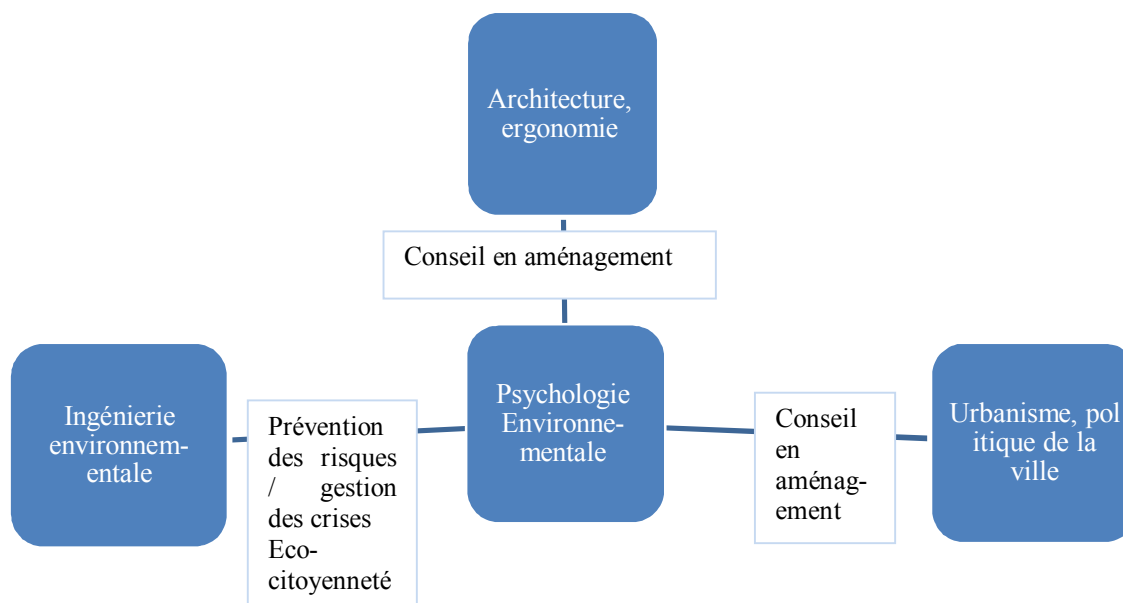 Architecture,
ergonomie
Conseil en aménagement
Ingénierie
environnem-
entale
Prévention
des risques
/ gestion
des crises
Eco-
citoyenneté
Psychologie
Environne-
mentale
Conseil
en
aménag-
ement
Urbanisme, pol
itique de la
ville